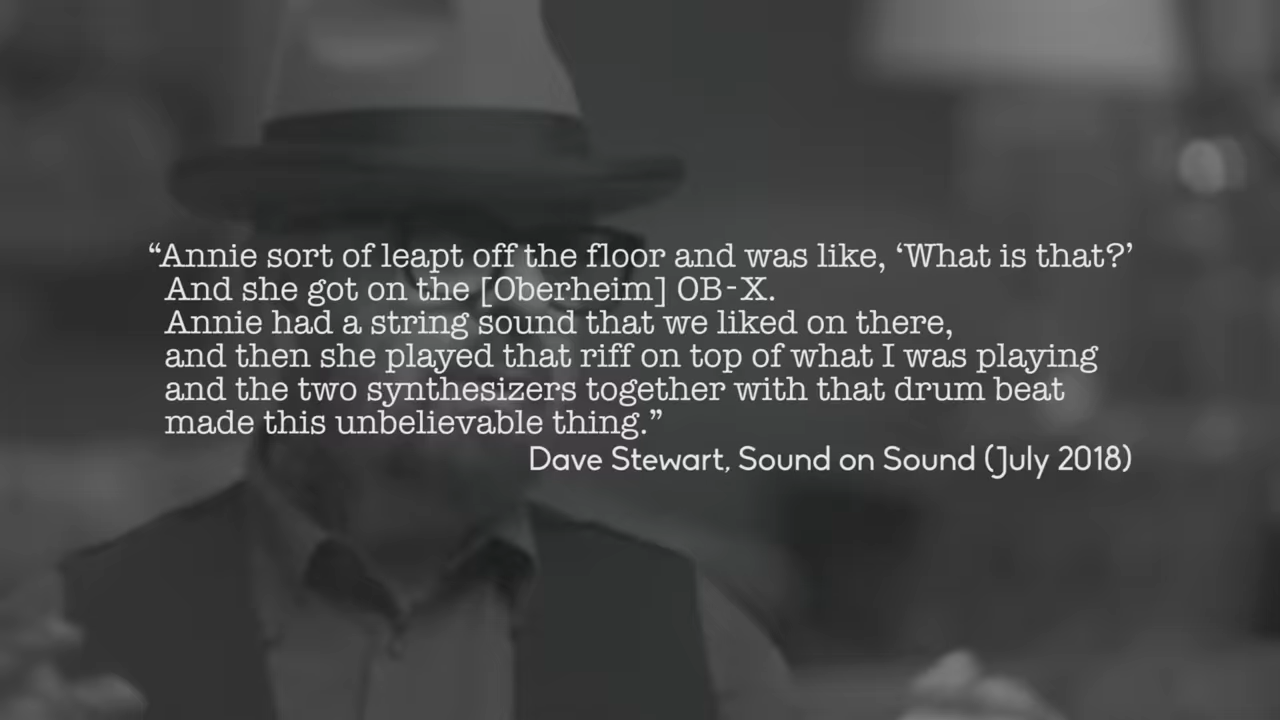 “Annie sort of leapt off the floor and was like, ‘What is that?’
And she got on the [Oberheim] OB-X.
Annie had a string sound that we liked on there,
and then she played that riff on top of what I was playing
and the two synthesizers together with that drum beat
made this unbelievable thing.”
Dave Stewart, Sound on Sound (July 2018)